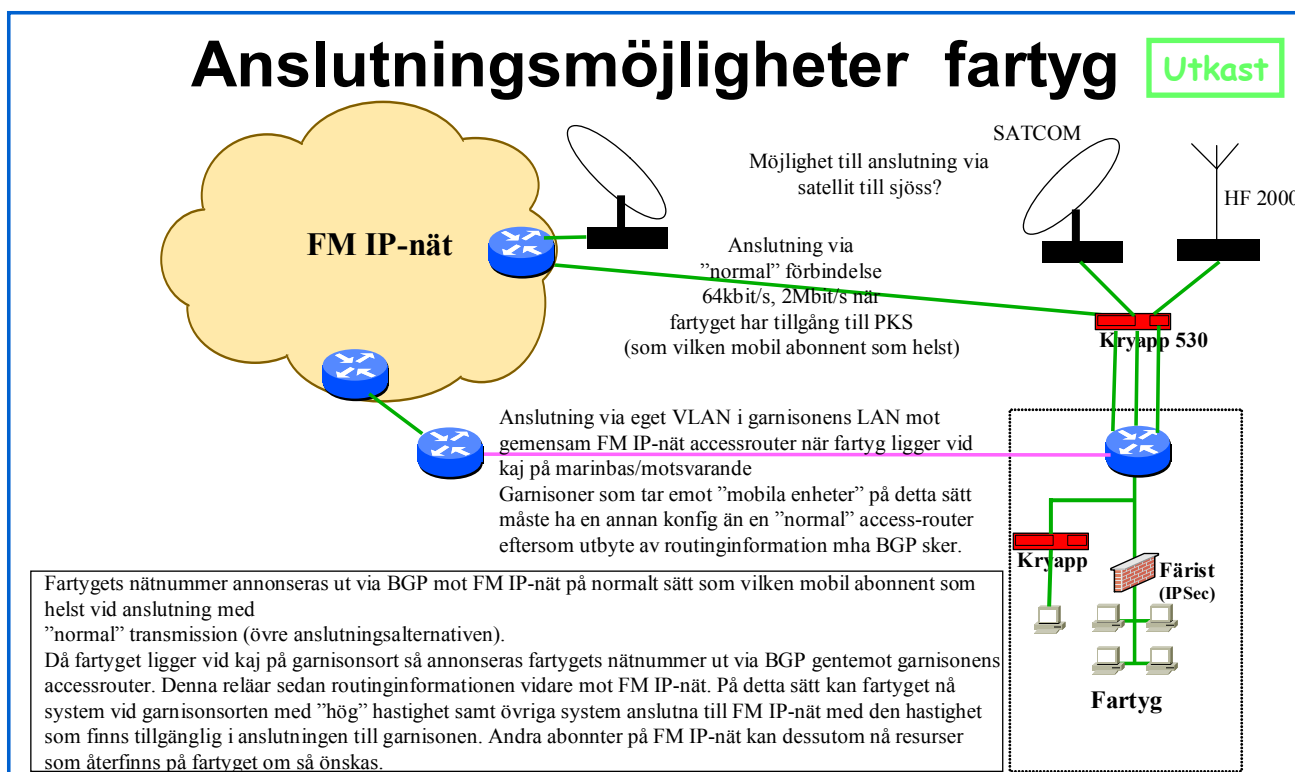 Anslutningsmöjligheter fartyg
Utkast
SATCOM
Möjlighet till anslutning via
satellit till sjöss?
HF 2000
FM IP-nät
Anslutning via
”normal” förbindelse
64kbit/s, 2Mbit/s när
fartyget har tillgång till PKS
(som vilken mobil abonnent som helst)
Kryapp 530
Anslutning via eget VLAN i garnisonens LAN mot
gemensam FM IP-nät accessrouter när fartyg ligger vid
kaj på marinbas/motsvarande
Garnisoner som tar emot ”mobila enheter” på detta sätt
måste ha en annan konfig än en ”normal” access-router
eftersom utbyte av routinginformation mha BGP sker.
Kryapp
Färist
(IPSec)
Fartyg
Fartygets nätnummer annonseras ut via BGP mot FM IP-nät på normalt sätt som vilken mobil abonnent som
helst vid anslutning med
”normal” transmission (övre anslutningsalternativen).
Då fartyget ligger vid kaj på garnisonsort så annonseras fartygets nätnummer ut via BGP gentemot garnisonens
accessrouter. Denna reläar sedan routinginformationen vidare mot FM IP-nät. På detta sätt kan fartyget nå
system vid garnisonsorten med ”hög” hastighet samt övriga system anslutna till FM IP-nät med den hastighet
som finns tillgänglig i anslutningen till garnisonen. Andra abonnter på FM IP-nät kan dessutom nå resurser
som återfinns på fartyget om så önskas.